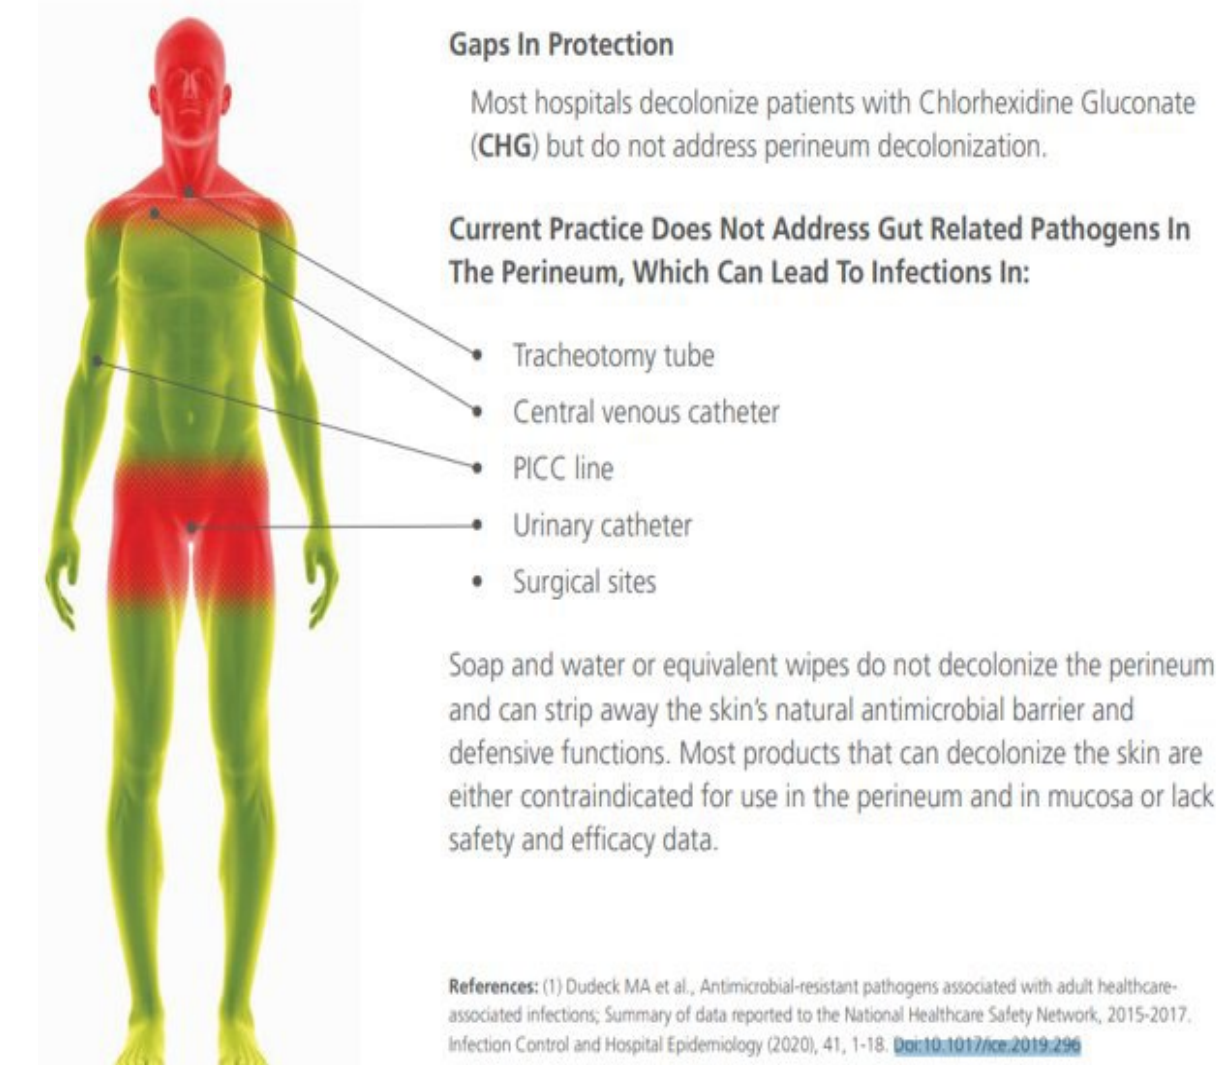 Gaps In Protection
Most hospitals decolonize patients with Chlorhexidine Gluconate
(CHG) but do not address perineum decolonization.
Current Practice Does Not Address Gut Related Pathogens In
The Perineum, Which Can Lead To Infections In:
• Tracheotomy tube
• Central venous catheter
• PICC line
• Urinary catheter
• Surgical sites
Soap and water or equivalent wipes do not decolonize the perineum
and can strip away the skin's natural antimicrobial barrier and
defensive functions. Most products that can decolonize the skin are
either contraindicated for use in the perineum and in mucosa or lack
safety and efficacy data.
References: (1) Dudeck MA et al., Antimicrobial-resistant pathogens associated with adult healthcare-
associated infections; Summary of data reported to the National Healthcare Safety Network, 2015-2017.
Infection Control and Hospital Epidemiology (2020), 41, 1-18. Doi:10.1017/ice.2019.296